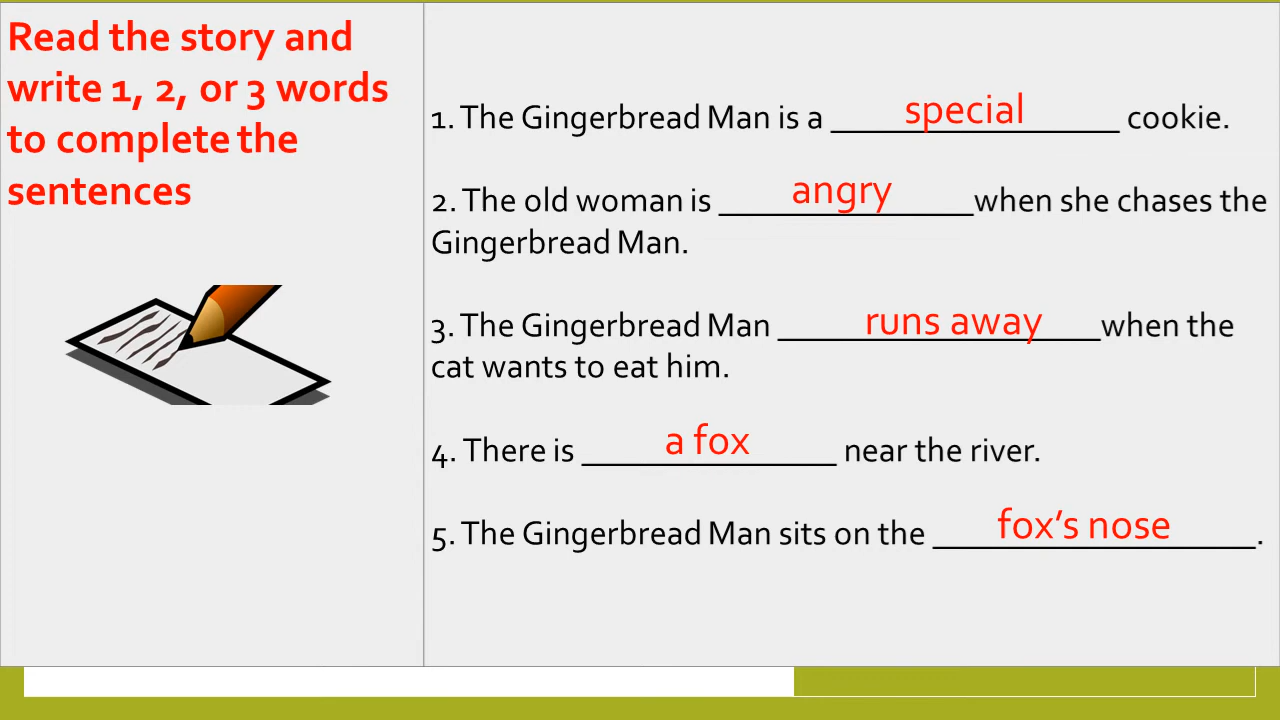 Read the story and
write 1, 2, or 3 words
to complete the
sentences
1. The Gingerbread Man is a special cookie.
2. The old woman is angry when she chases the
Gingerbread Man.
3. The Gingerbread Man runs away when the
cat wants to eat him.
4. There is a fox near the river.
5. The Gingerbread Man sits on the fox’s nose.